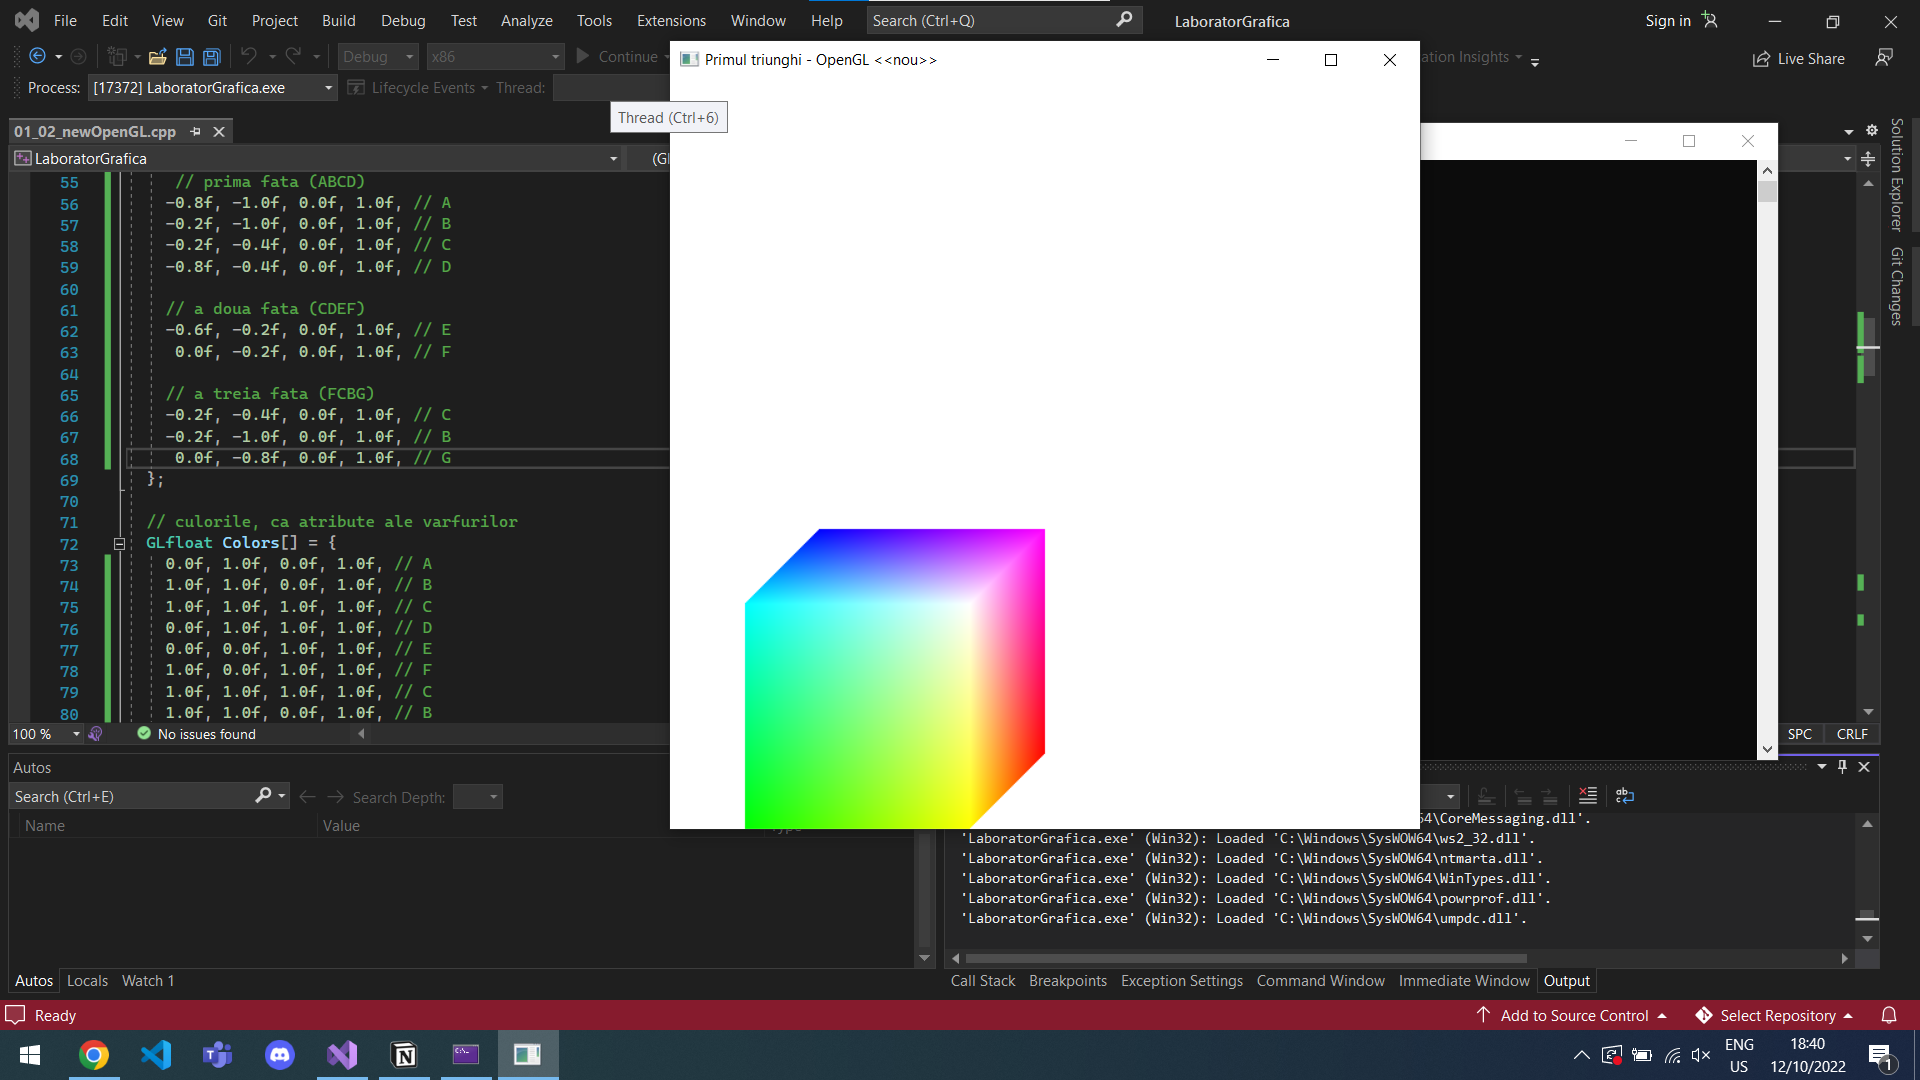 File Edit View Git Project Build Debug Test Analyze Tools Extensions Window Help Search (Ctrl+Q) LaboratorGrafica Sign in
Debug x86 Continue ation Insights Live Share
Process: [17372] LaboratorGrafica.exe Lifecycle Events Thread:
Primul triunghi - OpenGL <<nou>>
Thread (Ctrl+6)
01_02_newOpenGL.cpp
LaboratorGrafica (Gl
55 // prima fata (ABCD)
56 -0.8f, -1.0f, 0.0f, 1.0f, // A
57 -0.2f, -1.0f, 0.0f, 1.0f, // B
58 -0.2f, -0.4f, 0.0f, 1.0f, // C
59 -0.8f, -0.4f, 0.0f, 1.0f, // D
60
61 // a doua fata (CDEF)
62 -0.6f, -0.2f, 0.0f, 1.0f, // E
63 0.0f, -0.2f, 0.0f, 1.0f, // F
64
65 // a treia fata (FCBG)
66 -0.2f, -0.4f, 0.0f, 1.0f, // C
67 -0.2f, -1.0f, 0.0f, 1.0f, // B
68 0.0f, -0.8f, 0.0f, 1.0f, // G
69 };
70
71 // culorile, ca atribute ale varfurilor
72 GLfloat Colors[] = {
73 0.0f, 1.0f, 0.0f, 1.0f, // A
74 1.0f, 1.0f, 0.0f, 1.0f, // B
75 1.0f, 1.0f, 1.0f, 1.0f, // C
76 0.0f, 1.0f, 1.0f, 1.0f, // D
77 0.0f, 0.0f, 1.0f, 1.0f, // E
78 1.0f, 0.0f, 1.0f, 1.0f, // F
79 1.0f, 1.0f, 1.0f, 1.0f, // C
80 1.0f, 1.0f, 0.0f, 1.0f, // B
100 % No issues found SPC CRLF
Solution Explorer
Git Changes
Autos
Search (Ctrl+E) Search Depth:
Name Value
64\CoreMessaging.dll'.
'LaboratorGrafica.exe' (Win32): Loaded 'C:\Windows\SysWOW64\ws2_32.dll'.
'LaboratorGrafica.exe' (Win32): Loaded 'C:\Windows\SysWOW64\ntmarta.dll'.
'LaboratorGrafica.exe' (Win32): Loaded 'C:\Windows\SysWOW64\WinTypes.dll'.
'LaboratorGrafica.exe' (Win32): Loaded 'C:\Windows\SysWOW64\powrprof.dll'.
'LaboratorGrafica.exe' (Win32): Loaded 'C:\Windows\SysWOW64\umpdc.dll'.
Autos Locals Watch 1
Call Stack Breakpoints Exception Settings Command Window Immediate Window Output
Ready Add to Source Control Select Repository
ENG 18:40
US 12/10/2022 1